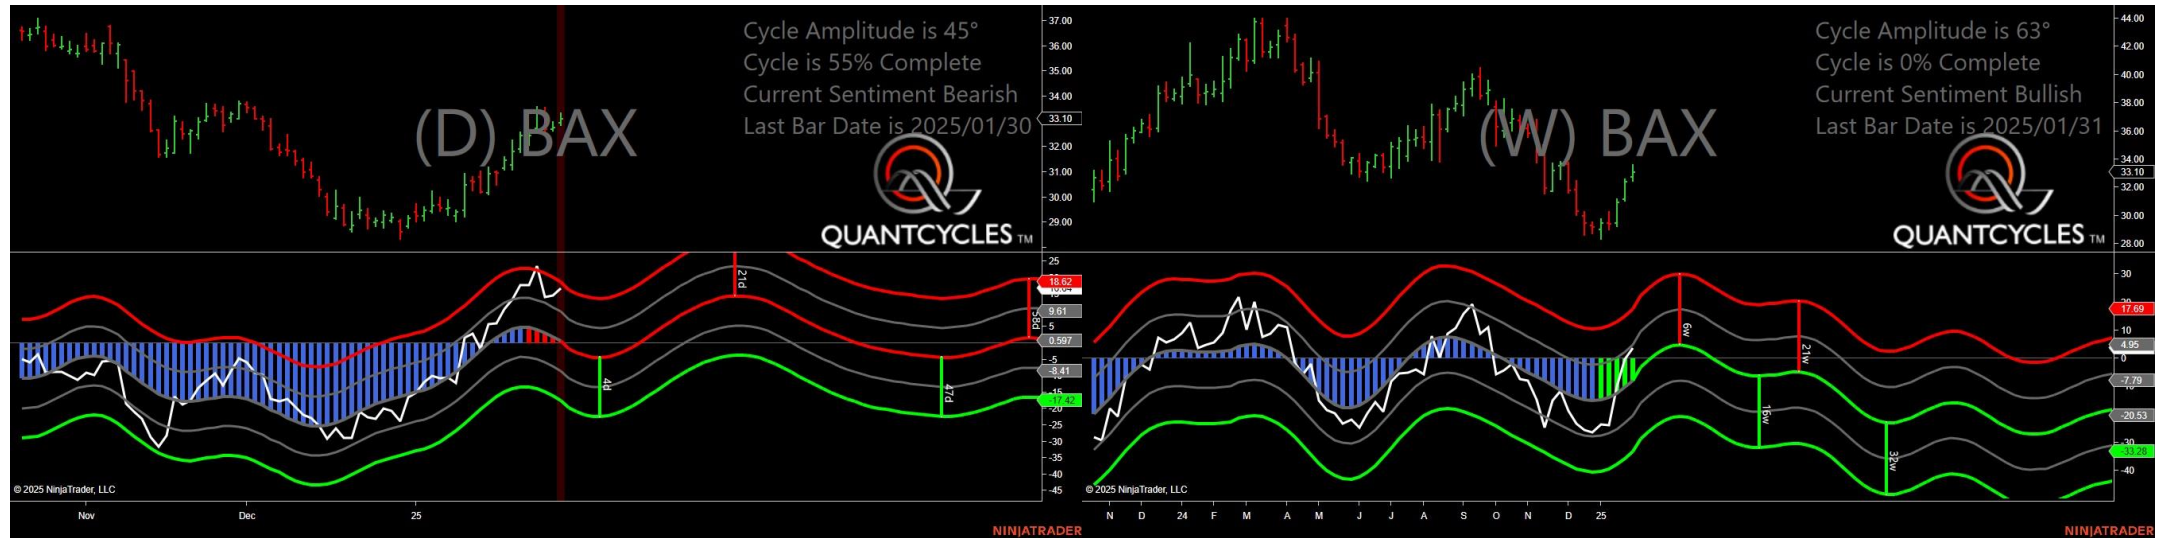 Cycle Amplitude is 45°
Cycle is 55% Complete
Current Sentiment Bearish
Last Bar Date is 2025/01/30
(D) BAX
QUANTCYCLES TM
37.00
36.00
35.00
34.00
33.10
32.00
31.00
30.00
29.00
25
18.62
15
9.61
5
0.597
-5
-8.41
-15
-17.42
-20
-25
-30
-35
-40
-45
21d
58d
4d
47d
© 2025 NinjaTrader, LLC
Nov
Dec
25
NINJATRADER
Cycle Amplitude is 63°
Cycle is 0% Complete
Current Sentiment Bullish
Last Bar Date is 2025/01/31
(W) BAX
QUANTCYCLES TM
44.00
42.00
40.00
38.00
36.00
34.00
33.10
32.00
30.00
28.00
30
17.69
10
4.95
0
-7.79
-20.53
-30
-33.28
-40
6w
21w
16w
32w
© 2025 NinjaTrader, LLC
N D 24 F M A M J J A S O N D 25
NINJATRADER